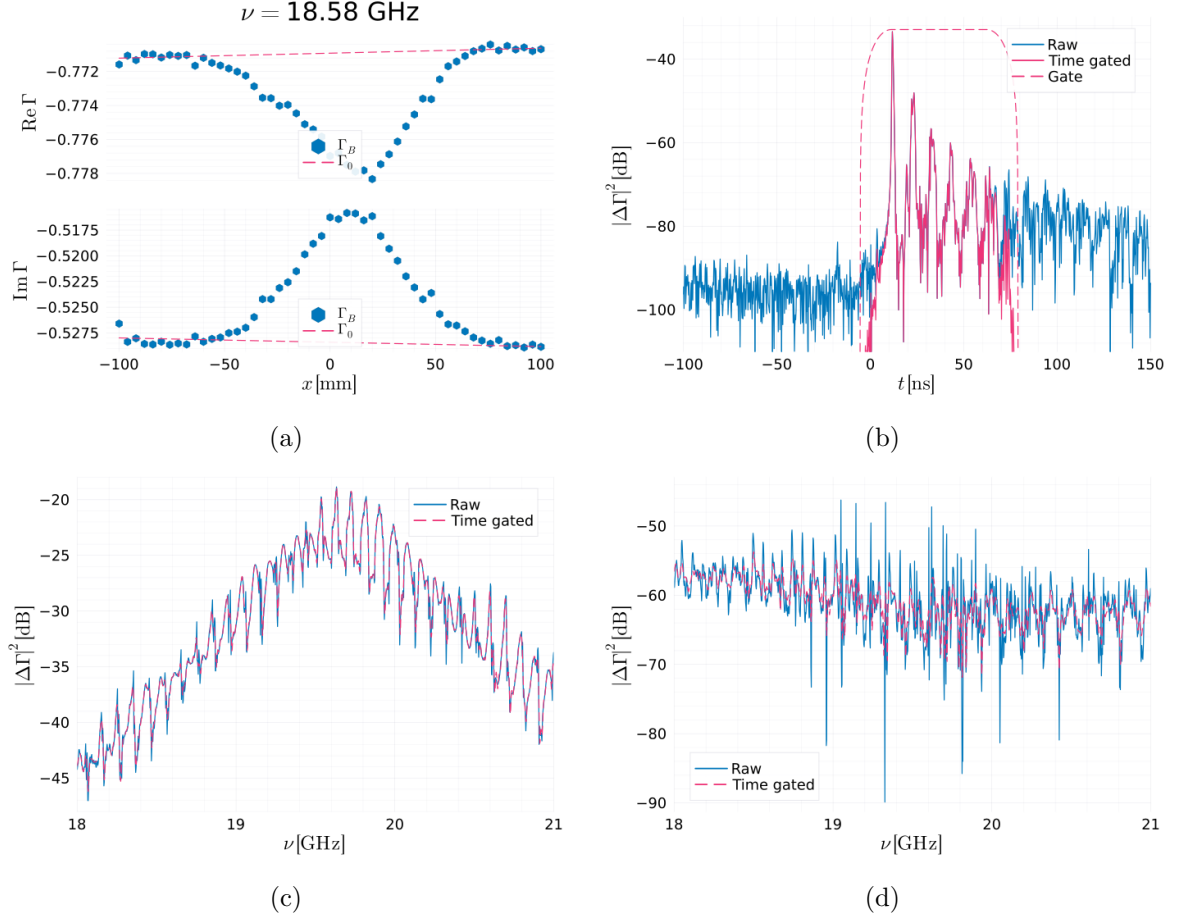 ν = 18.58 GHz
Re Γ
−0.772
−0.774
−0.776
−0.778
Γ_B
Γ_0
Im Γ
−0.5175
−0.5200
−0.5225
−0.5250
−0.5275
Γ_B
Γ_0
−100
−50
0
50
100
x [mm]
(a)
|ΔΓ|² [dB]
−40
−60
−80
−100
Raw
Time gated
Gate
−100
−50
0
50
100
150
t [ns]
(b)
|ΔΓ|² [dB]
−20
−25
−30
−35
−40
−45
Raw
Time gated
18
19
20
21
ν [GHz]
(c)
|ΔΓ|² [dB]
−50
−60
−70
−80
−90
Raw
Time gated
18
19
20
21
ν [GHz]
(d)